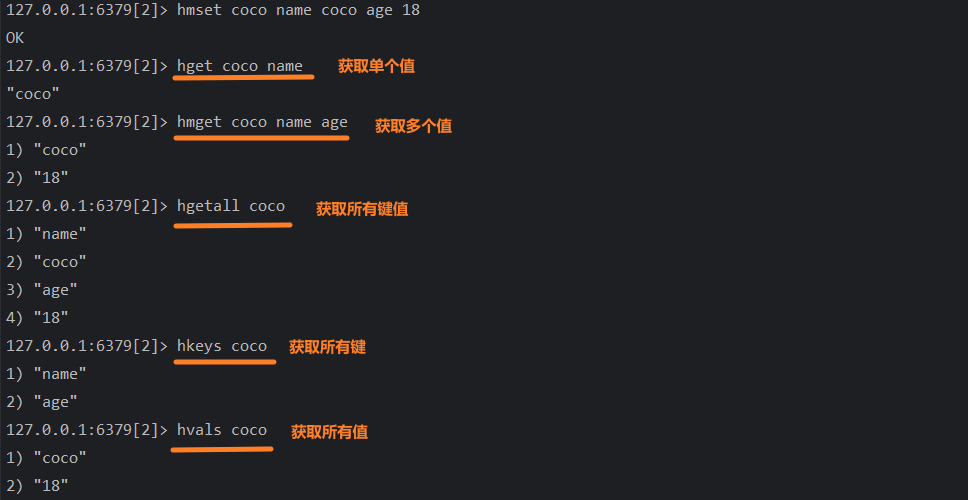 127.0.0.1:6379[2]> hmset coco name coco age 18
OK
127.0.0.1:6379[2]> hget coco name 获取单个值
"coco"
127.0.0.1:6379[2]> hmget coco name age 获取多个值
1) "coco"
2) "18"
127.0.0.1:6379[2]> hgetall coco 获取所有键值
1) "name"
2) "coco"
3) "age"
4) "18"
127.0.0.1:6379[2]> hkeys coco 获取所有键
1) "name"
2) "age"
127.0.0.1:6379[2]> hvals coco 获取所有值
1) "coco"
2) "18"